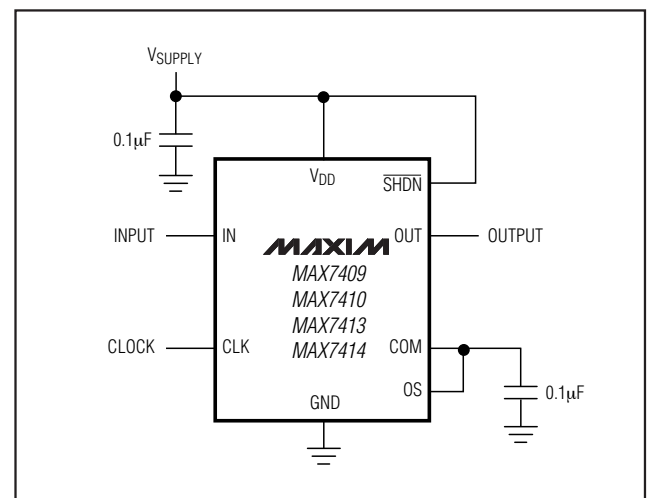 VSUPPLY
0.1µF
VDD
SHDN
INPUT
IN
MAXIM
OUT
OUTPUT
MAX7409
MAX7410
MAX7413
MAX7414
CLOCK
CLK
COM
OS
0.1µF
GND